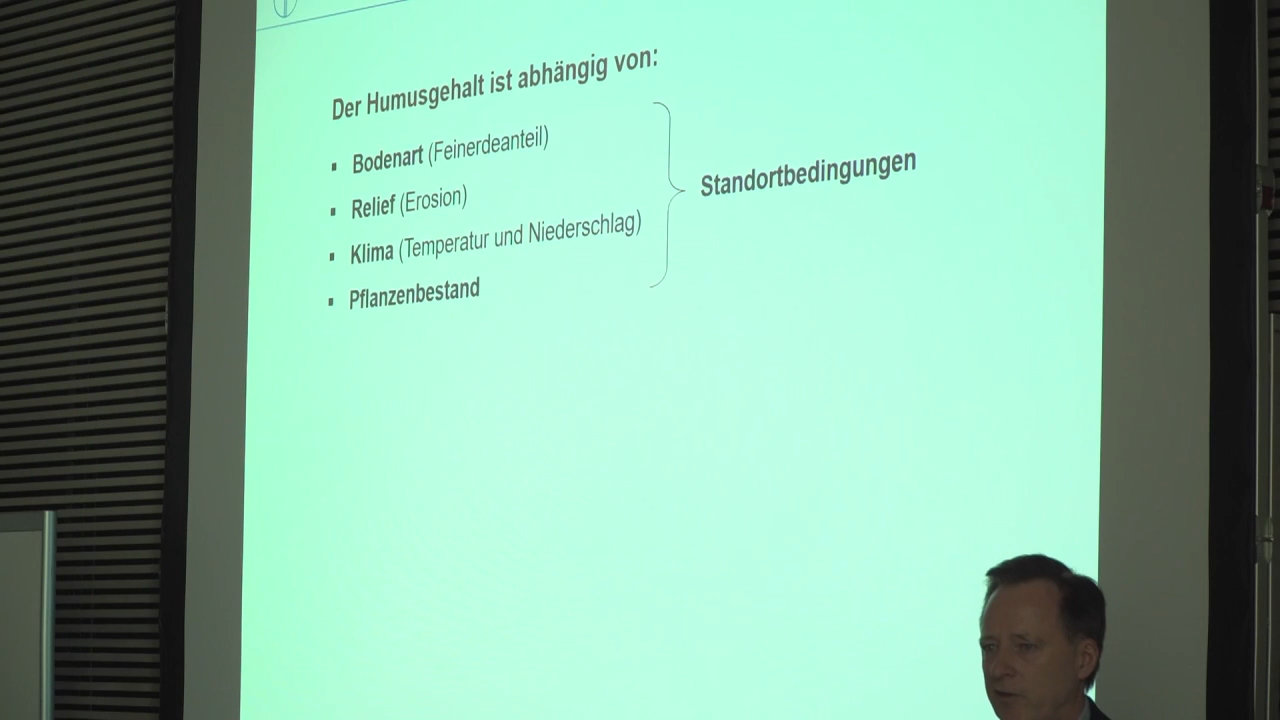 Der Humusgehalt ist abhängig von:
▪ Bodenart (Feinerdeanteil)
▪ Relief (Erosion)
▪ Klima (Temperatur und Niederschlag)
▪ Pflanzenbestand
Standortbedingungen